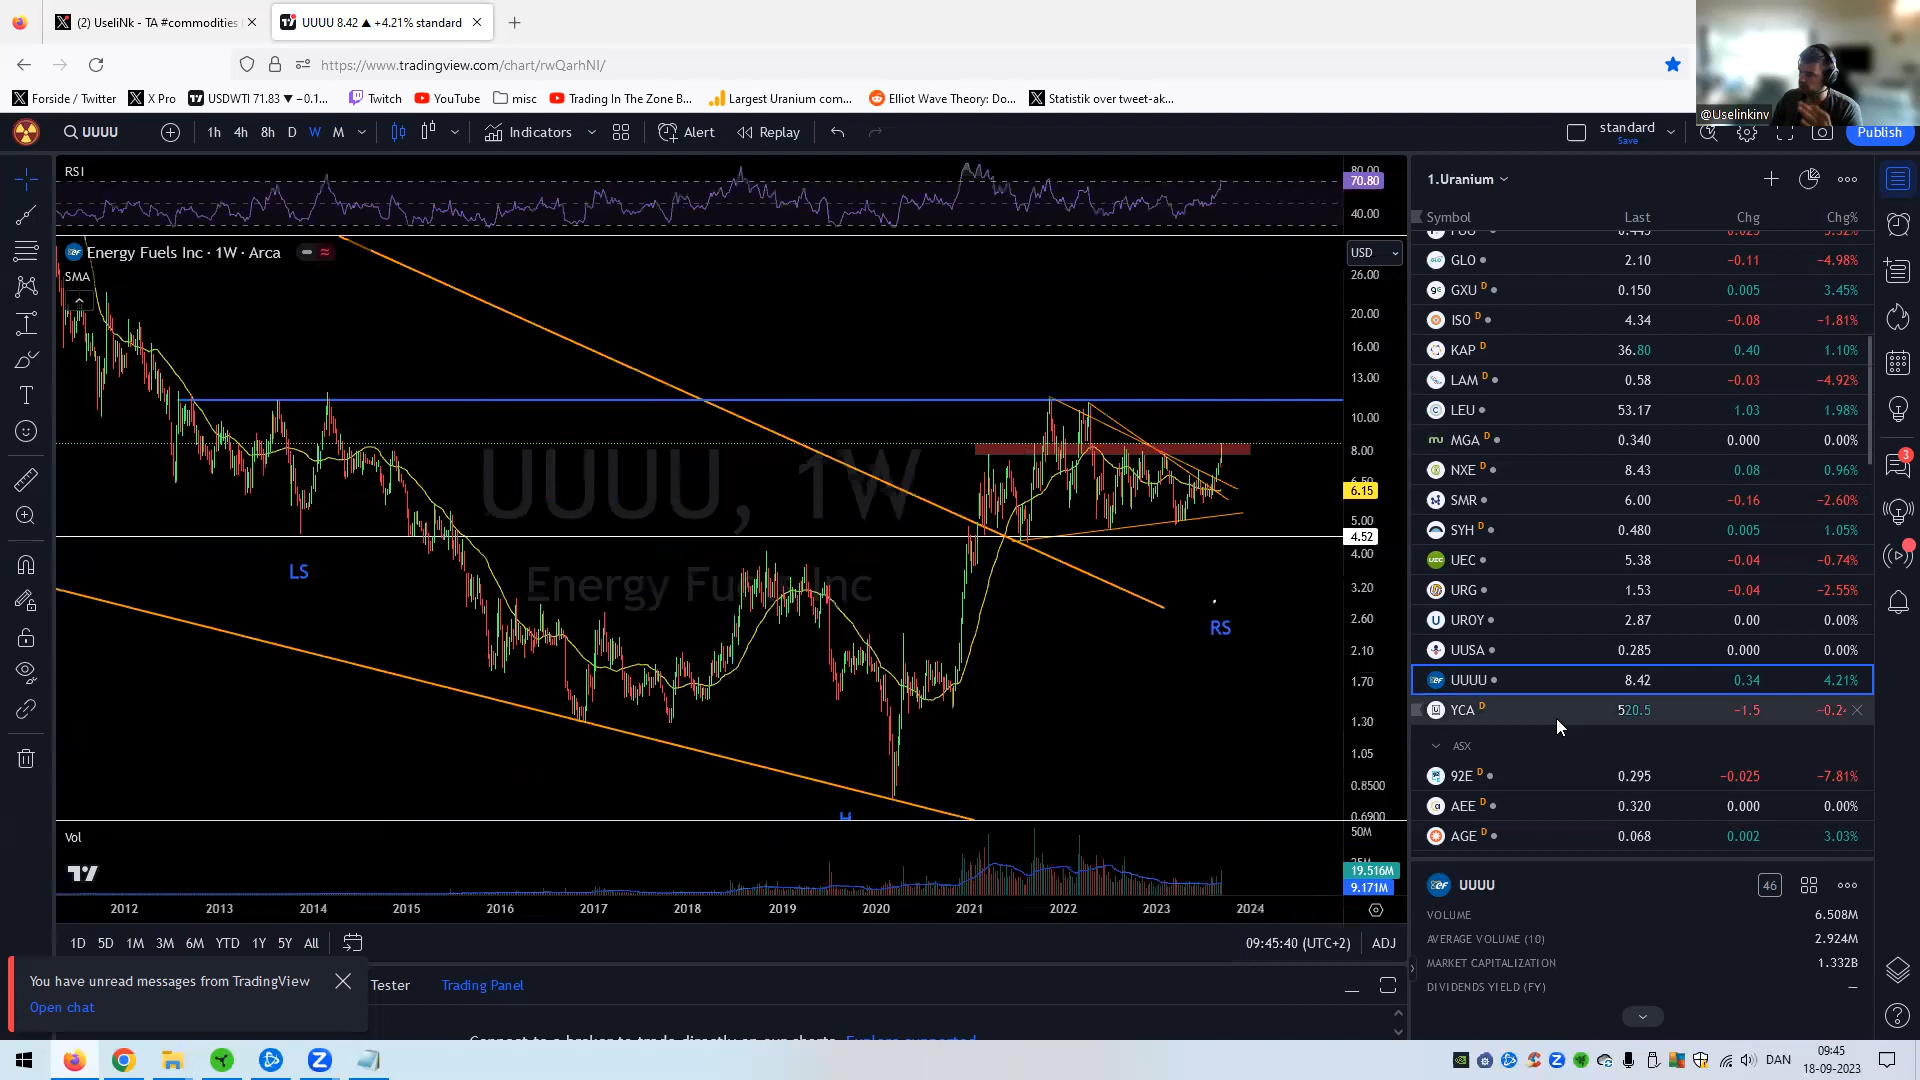 (2) UseliNk - TA #commodities
UUUU 8.42 ▲ +4.21% standard
https://www.tradingview.com/chart/rwQarhNI/
Forside / Twitter
X Pro
USDWTI 71.83 ▼ −0.1...
Twitch
YouTube
misc
Trading In The Zone B...
Largest Uranium com...
Elliot Wave Theory: Do...
Statistik over tweet-ak...
@Uselinkinv
UUUU
1h 4h 8h D W M
Indicators
Alert
Replay
standard
Save
Publish
RSI
80.00
70.80
40.00
Energy Fuels Inc · 1W · Arca
SMA
USD
26.00
20.00
16.00
13.00
10.00
8.00
6.15
5.00
4.52
4.00
3.20
2.60
2.10
1.70
1.30
1.05
0.8500
0.6900
UUUU, 1W
Energy Fuels Inc
LS
RS
H
Vol
50M
19.516M
9.171M
2012 2013 2014 2015 2016 2017 2018 2019 2020 2021 2022 2023 2024
1D 5D 1M 3M 6M YTD 1Y 5Y All
09:45:40 (UTC+2)
ADJ
You have unread messages from TradingView
Open chat
Tester
Trading Panel
1.Uranium
Symbol Last Chg Chg%
GLO 2.10 −0.11 −4.98%
GXU D 0.150 0.005 3.45%
ISO D 4.34 −0.08 −1.81%
KAP D 36.80 0.40 1.10%
LAM D 0.58 −0.03 −4.92%
LEU 53.17 1.03 1.98%
MGA D 0.340 0.000 0.00%
NXE D 8.43 0.08 0.96%
SMR 6.00 −0.16 −2.60%
SYH D 0.480 0.005 1.05%
UEC 5.38 −0.04 −0.74%
URG 1.53 −0.04 −2.55%
UROY 2.87 0.00 0.00%
UUSA 0.285 0.000 0.00%
UUUU 8.42 0.34 4.21%
YCA D 520.5 −1.5
ASX
92E D 0.295 −0.025 −7.81%
AEE D 0.320 0.000 0.00%
AGE D 0.068 0.002 3.03%
UUUU
46
VOLUME 6.508M
AVERAGE VOLUME (10) 2.924M
MARKET CAPITALIZATION 1.332B
DIVIDENDS YIELD (FY) —
3
DAN
09:45
18-09-2023